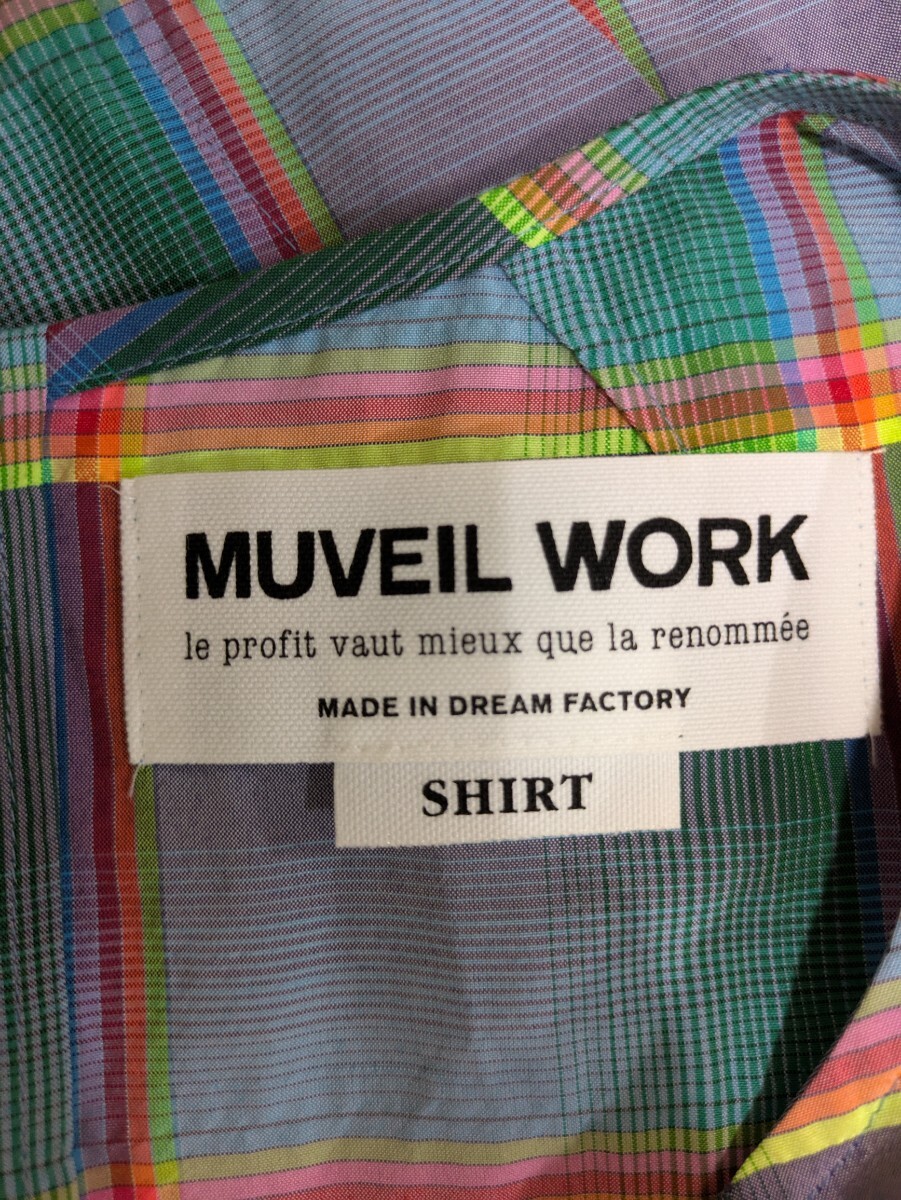 MUVEIL WORK
le profit vaut mieux que la renommée
MADE IN DREAM FACTORY
SHIRT